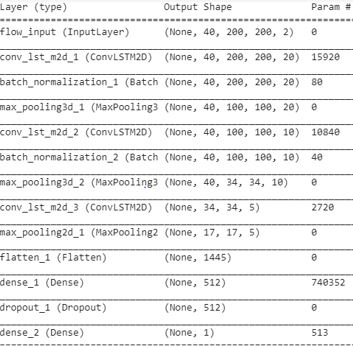 Layer (type) Output Shape Param #
flow_input (InputLayer) (None, 40, 200, 200, 2) 0
conv_lst_m2d_1 (ConvLSTM2D) (None, 40, 200, 200, 20) 15920
batch_normalization_1 (Batch (None, 40, 200, 200, 20) 80
max_pooling3d_1 (MaxPooling3 (None, 40, 100, 100, 20) 0
conv_lst_m2d_2 (ConvLSTM2D) (None, 40, 100, 100, 10) 10840
batch_normalization_2 (Batch (None, 40, 100, 100, 10) 40
max_pooling3d_2 (MaxPooling3 (None, 40, 34, 34, 10) 0
conv_lst_m2d_3 (ConvLSTM2D) (None, 34, 34, 5) 2720
max_pooling2d_1 (MaxPooling2 (None, 17, 17, 5) 0
flatten_1 (Flatten) (None, 1445) 0
dense_1 (Dense) (None, 512) 740352
dropout_1 (Dropout) (None, 512) 0
dense_2 (Dense) (None, 1) 513